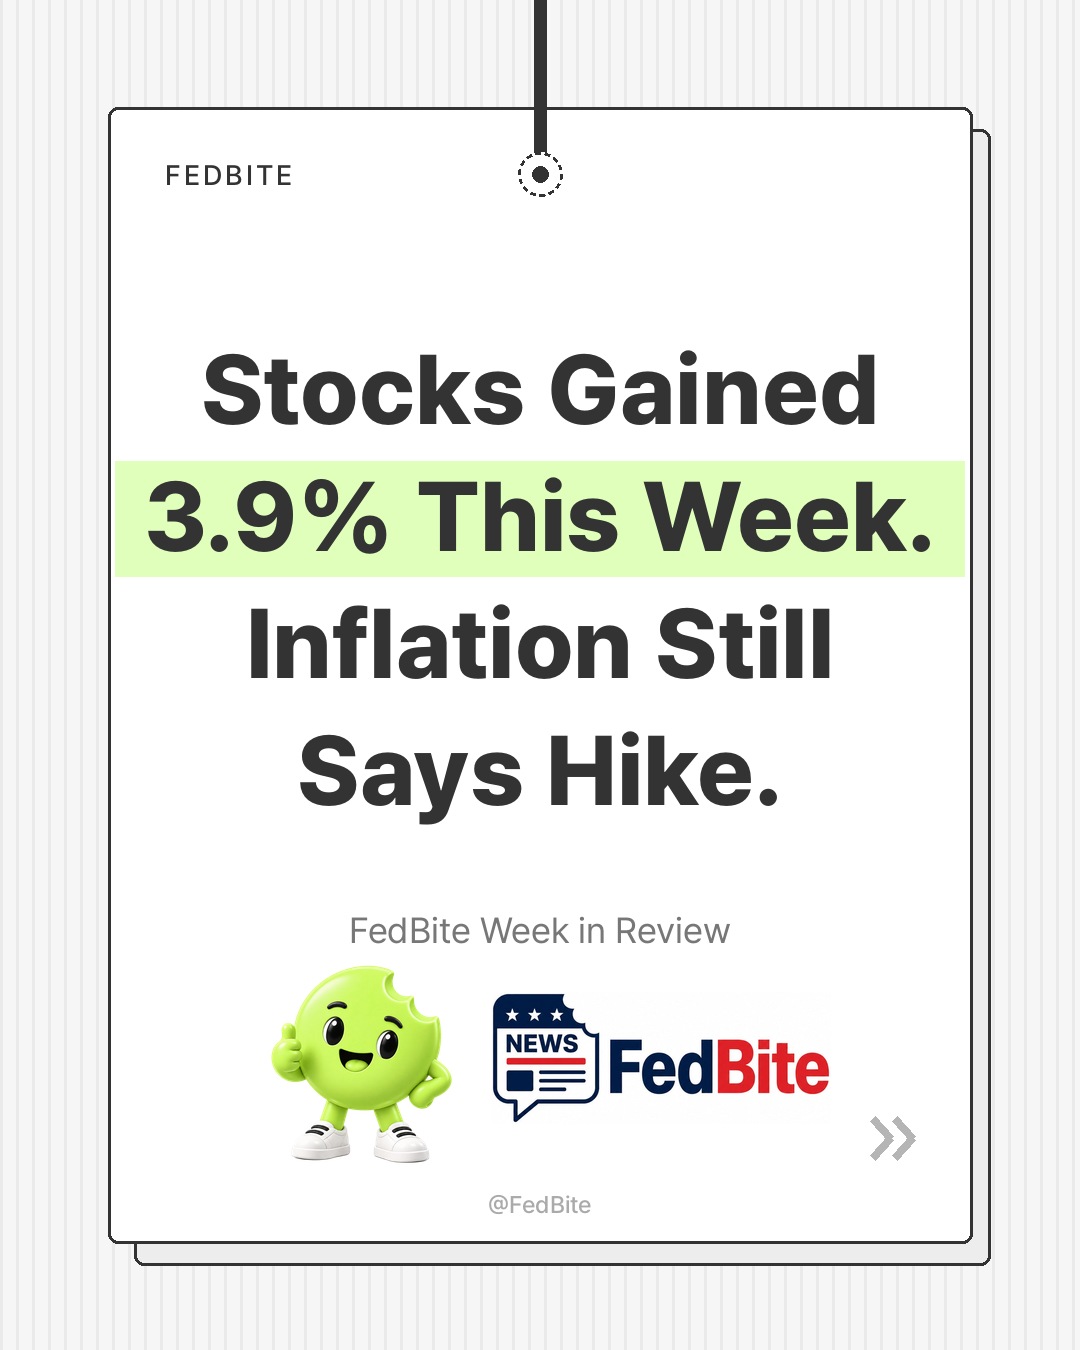 FEDBITE
Stocks Gained
3.9% This Week.
Inflation Still
Says Hike.
FedBite Week in Review
NEWS
FedBite
@FedBite